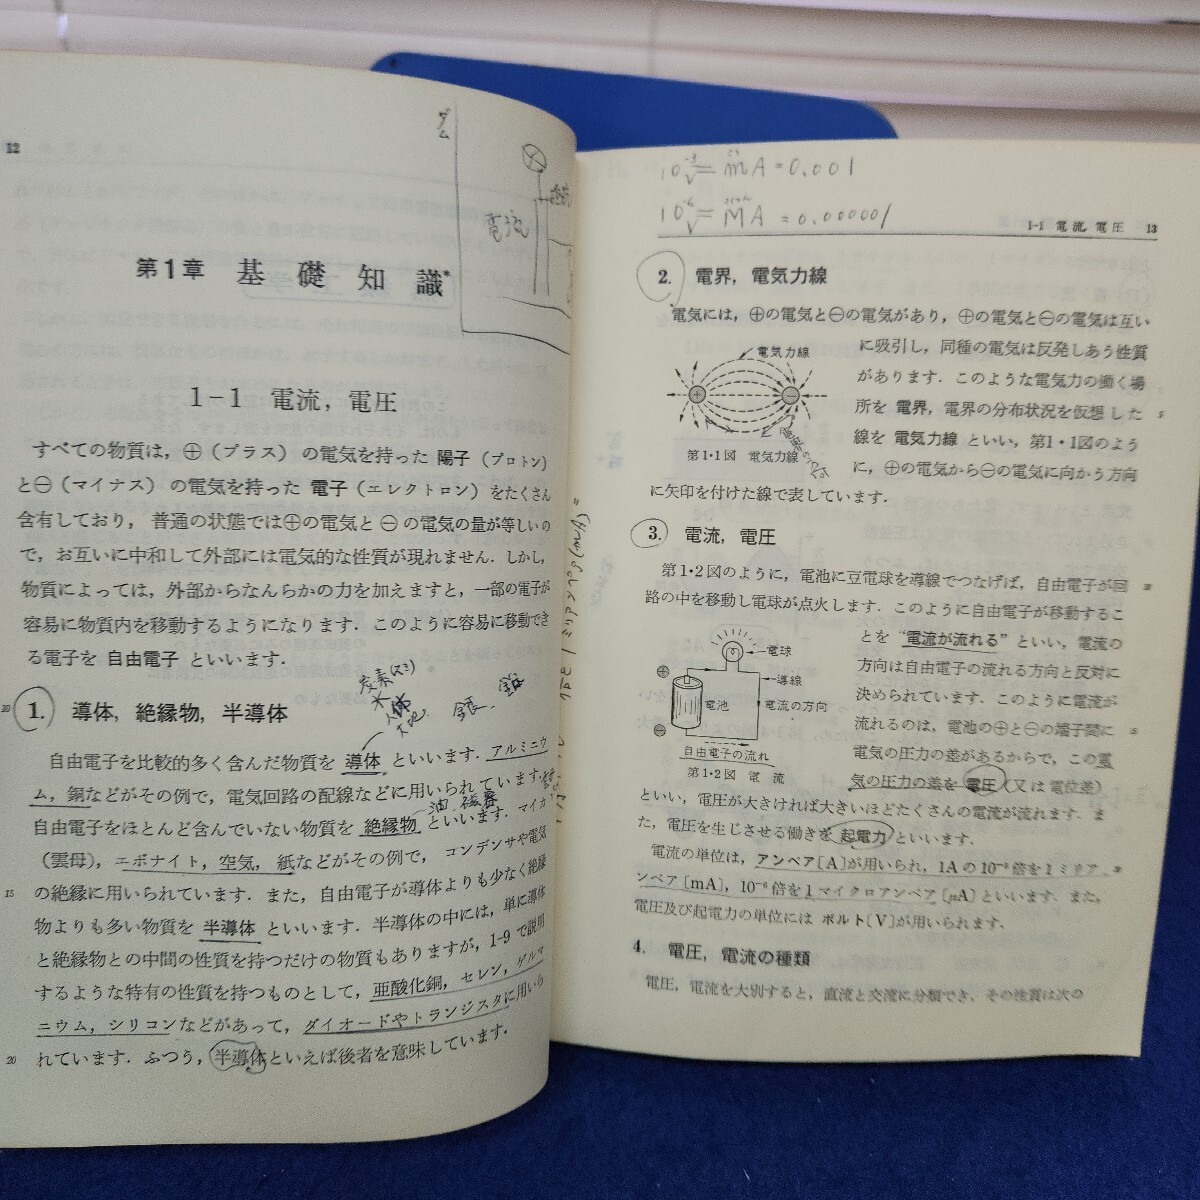 12
ダム
電流
第1章 基礎知識*
1-1 電流，電圧
すべての物質は，⊕（プラス）の電気を持った 陽子（プロトン）
と⊖（マイナス）の電気を持った 電子（エレクトロン）をたくさん
含有しており，普通の状態では⊕の電気と⊖の電気の量が等しいの
で，お互いに中和して外部には電気的な性質が現れません．しかし，
物質によっては，外部からなんらかの力を加えますと，一部の電子が
容易に物質内を移動するようになります．このように容易に移動でき
る電子を 自由電子 といいます．
炭素(スミ)
水
人体
大地
銀．
10
1. 導体，絶縁物，半導体
自由電子を比較的多く含んだ物質を 導体 といいます．アルミニウ
ム，銅などがその例で，電気回路の配線などに用いられています．
油 磁器
自由電子をほとんど含んでいない物質を 絶縁物 といいます．マイカ
（雲母），エボナイト，空気，紙などがその例で，コンデンサや電気
15 の絶縁に用いられています．また，自由電子が導体よりも少なく絶縁
物よりも多い物質を 半導体 といいます．半導体の中には，単に導体
と絶縁物との中間の性質を持つだけの物質もありますが，1-9 で説明
するような特有の性質を持つものとして，亜酸化銅，セレン，ゲルマ
ニウム，シリコンなどがあって，ダイオードやトランジスタに用いら
20 れています．ふつう，半導体といえば後者を意味しています．
10⁻³ = mA = 0.001
10⁻⁶ = MA = 0.000001
1-1 電流，電圧 13
2. 電界，電気力線
電気には，⊕の電気と⊖の電気があり，⊕の電気と⊖の電気は互い
に吸引し，同種の電気は反発しあう性質
があります．このような電気力の働く場
所を 電界，電界の分布状況を仮想した 5
線を 電気力線 といい，第1・1図のよう
に，⊕の電気から⊖の電気に向かう方向
電気力線
+
−
第1・1図 電気力線
に矢印を付けた線で表しています．
3. 電流，電圧
第1・2図のように，電池に豆電球を導線でつなげば，自由電子が回 10
路の中を移動し電球が点火します．このように自由電子が移動するこ
とを “電流が流れる” といい，電流の
方向は自由電子の流れる方向と反対に
決められています．このように電流が
流れるのは，電池の⊕と⊖の端子間に 15
電気の圧力の差があるからで，この電
気の圧力の差を 電圧（又は 電位差）
電球
導線
⊕
電池
電流の方向
⊖
自由電子の流れ
第1・2図 電流
といい，電圧が大きければ大きいほどたくさんの電流が流れます．ま
た，電圧を生じさせる働きを 起電力 といいます．
電流の単位は，アンペア〔A〕が用いられ，1Aの10⁻³倍を1ミリア 20
ンペア〔mA〕，10⁻⁶倍を1マイクロアンペア〔μA〕といいます．また，
電圧及び起電力の単位には ボルト〔V〕が用いられます．
4. 電圧，電流の種類
電圧，電流を大別すると，直流と交流に分類でき，その性質は次の